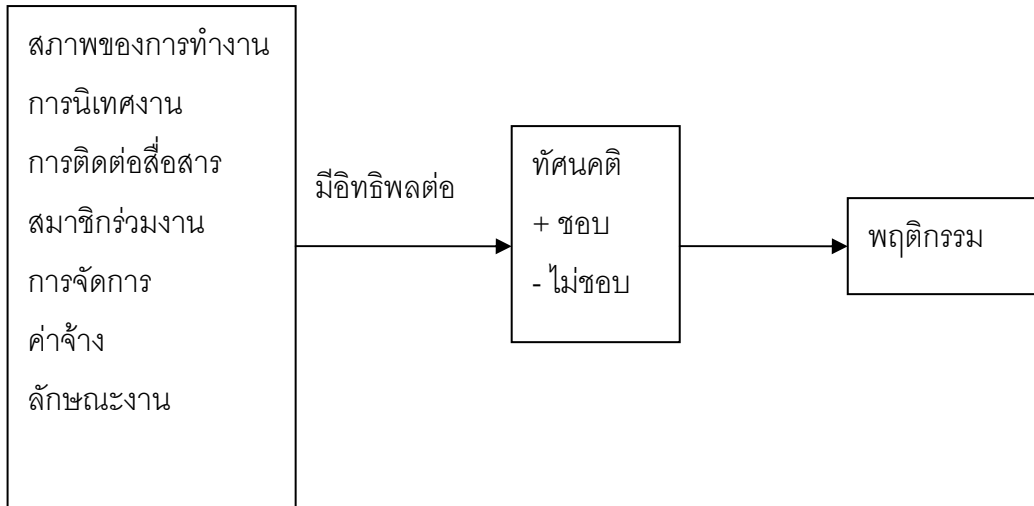 สภาพของการทำงาน
การนิเทศงาน
การติดต่อสื่อสาร
สมาชิกร่วมงาน
การจัดการ
ค่าจ้าง
ลักษณะงาน
มีอิทธิพลต่อ
ทัศนคติ
+ ชอบ
- ไม่ชอบ
พฤติกรรม